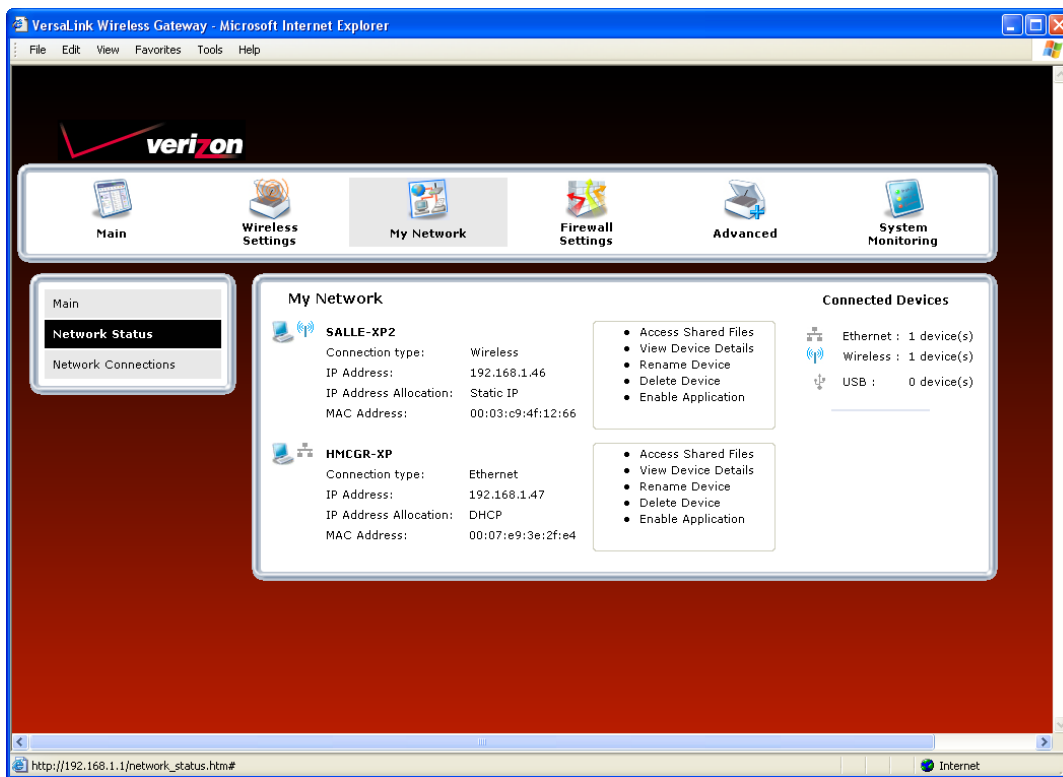 VersaLink Wireless Gateway - Microsoft Internet Explorer
File Edit View Favorites Tools Help
verizon
Main
Wireless Settings
My Network
Firewall Settings
Advanced
System Monitoring
Main
Network Status
Network Connections
My Network
SALLE-XP2
Connection type: Wireless
IP Address: 192.168.1.46
IP Address Allocation: Static IP
MAC Address: 00:03:c9:4f:12:66
• Access Shared Files
• View Device Details
• Rename Device
• Delete Device
• Enable Application
HMCGR-XP
Connection type: Ethernet
IP Address: 192.168.1.47
IP Address Allocation: DHCP
MAC Address: 00:07:e9:3e:2f:e4
• Access Shared Files
• View Device Details
• Rename Device
• Delete Device
• Enable Application
Connected Devices
Ethernet : 1 device(s)
Wireless : 1 device(s)
USB : 0 device(s)
http://192.168.1.1/network_status.htm#
Internet